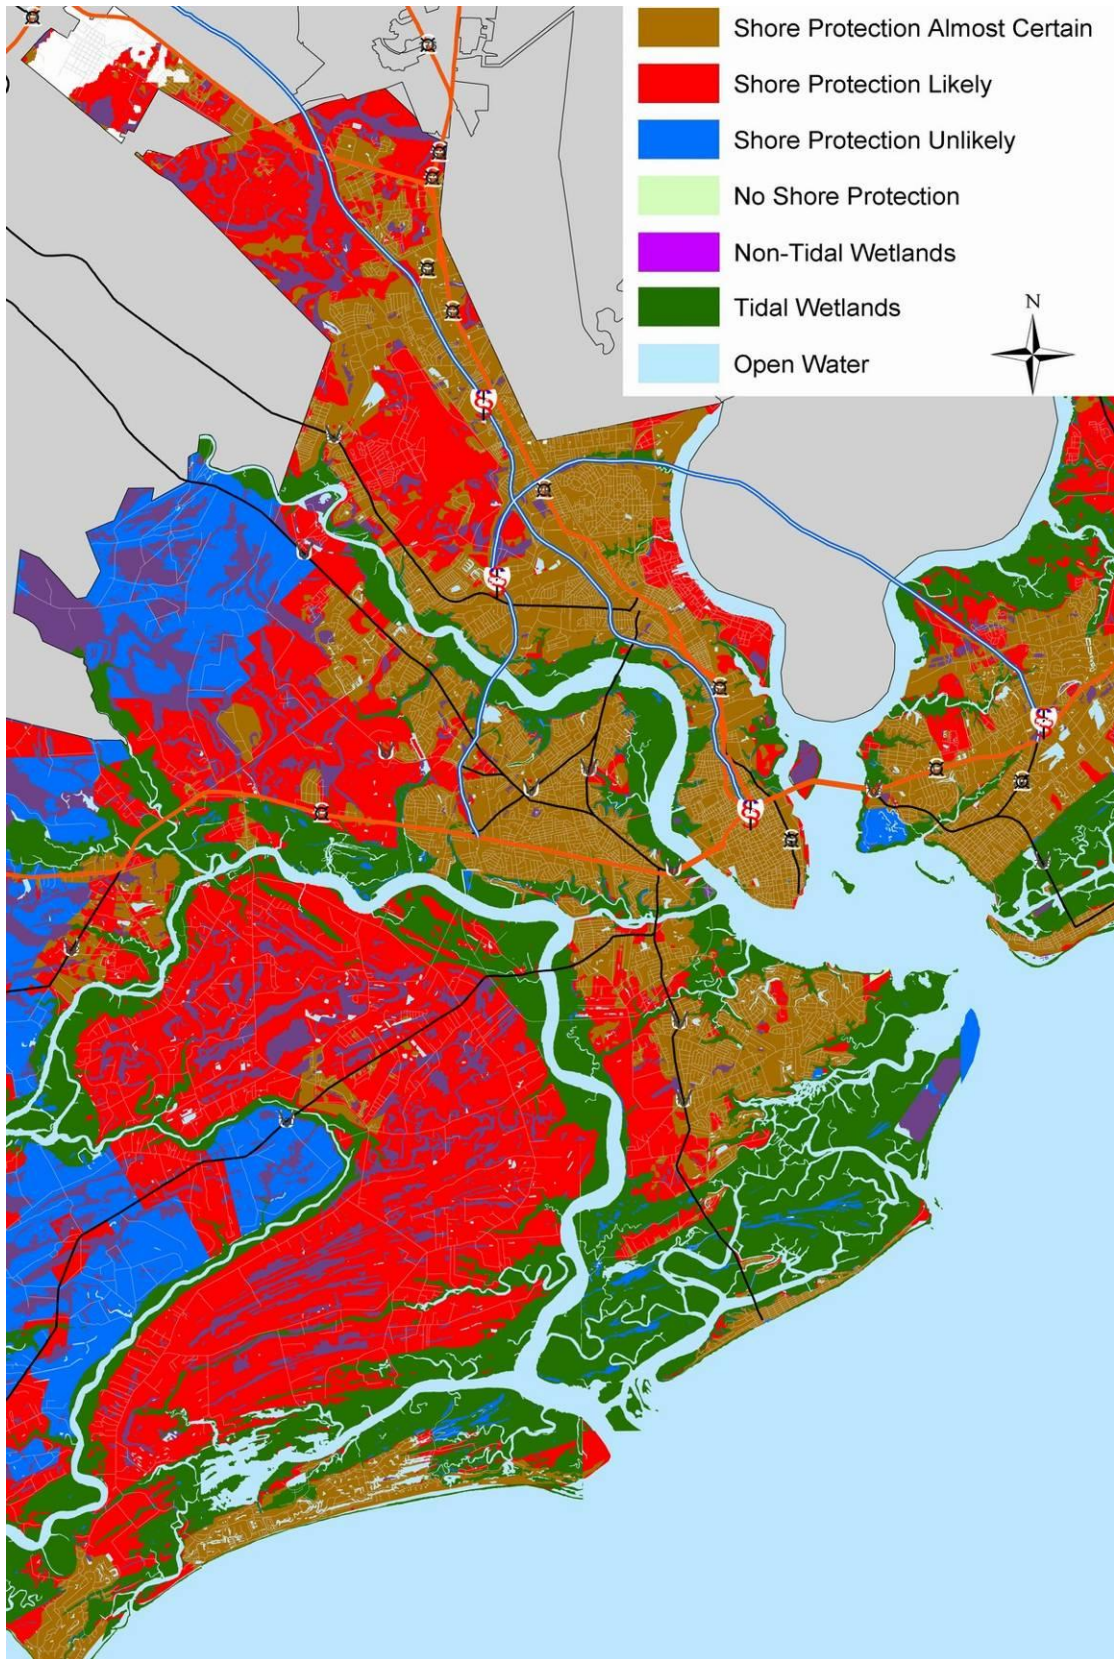 Shore Protection Almost Certain
Shore Protection Likely
Shore Protection Unlikely
No Shore Protection
Non-Tidal Wetlands
Tidal Wetlands
Open Water
N